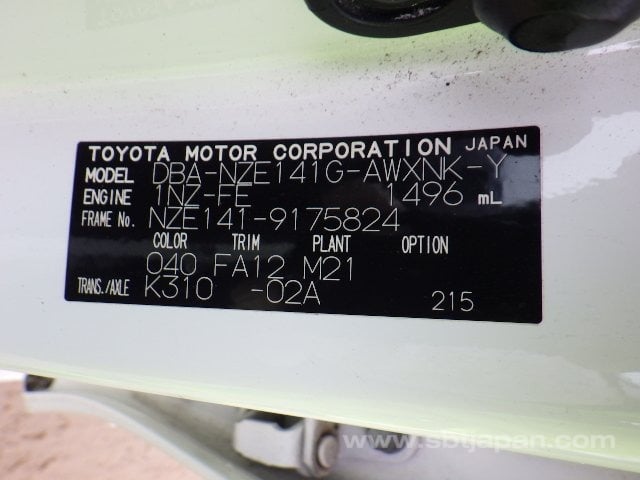 TOYOTA MOTOR CORPORATION JAPAN
MODEL DBA-NZE141G-AWXNK-Y
ENGINE 1NZ-FE 1496 mL
FRAME No. NZE141-9175824
COLOR TRIM PLANT OPTION
040 FA12 M21
TRANS./AXLE K310 -02A 215
www.sbtjapan.com